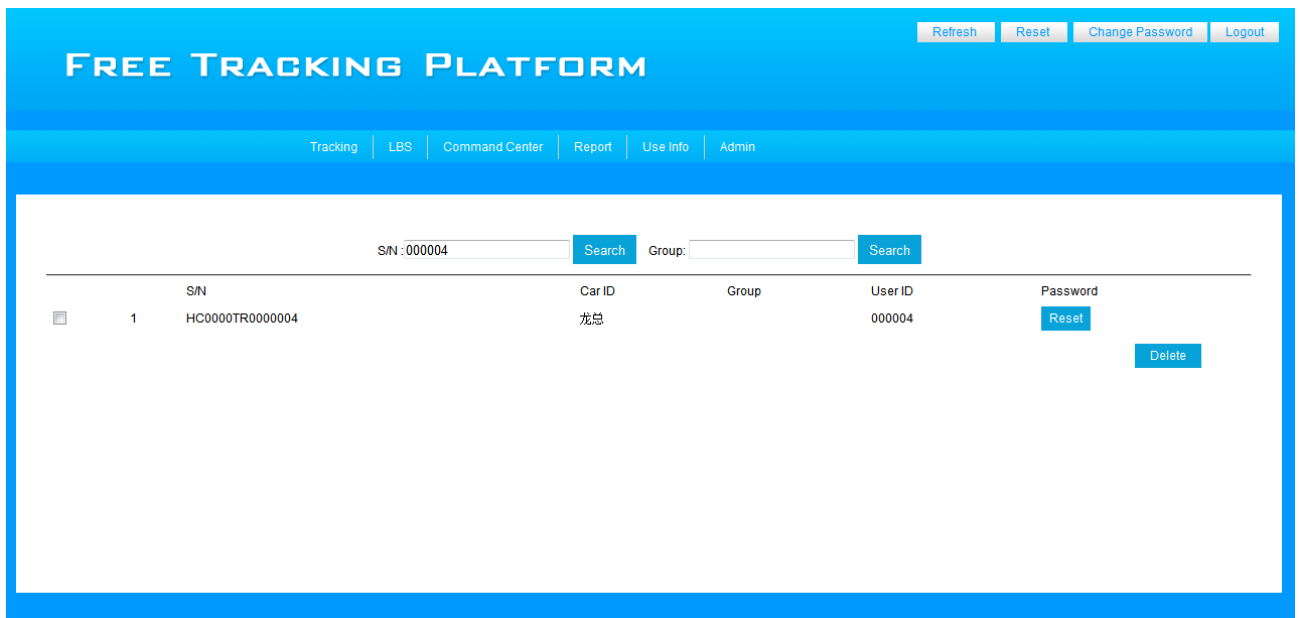 Refresh Reset Change Password Logout
FREE TRACKING PLATFORM
Tracking LBS Command Center Report Use Info Admin
S/N : 000004 Search Group: Search
S/N Car ID Group User ID Password
1 HC0000TR0000004 龙总 000004 Reset
Delete